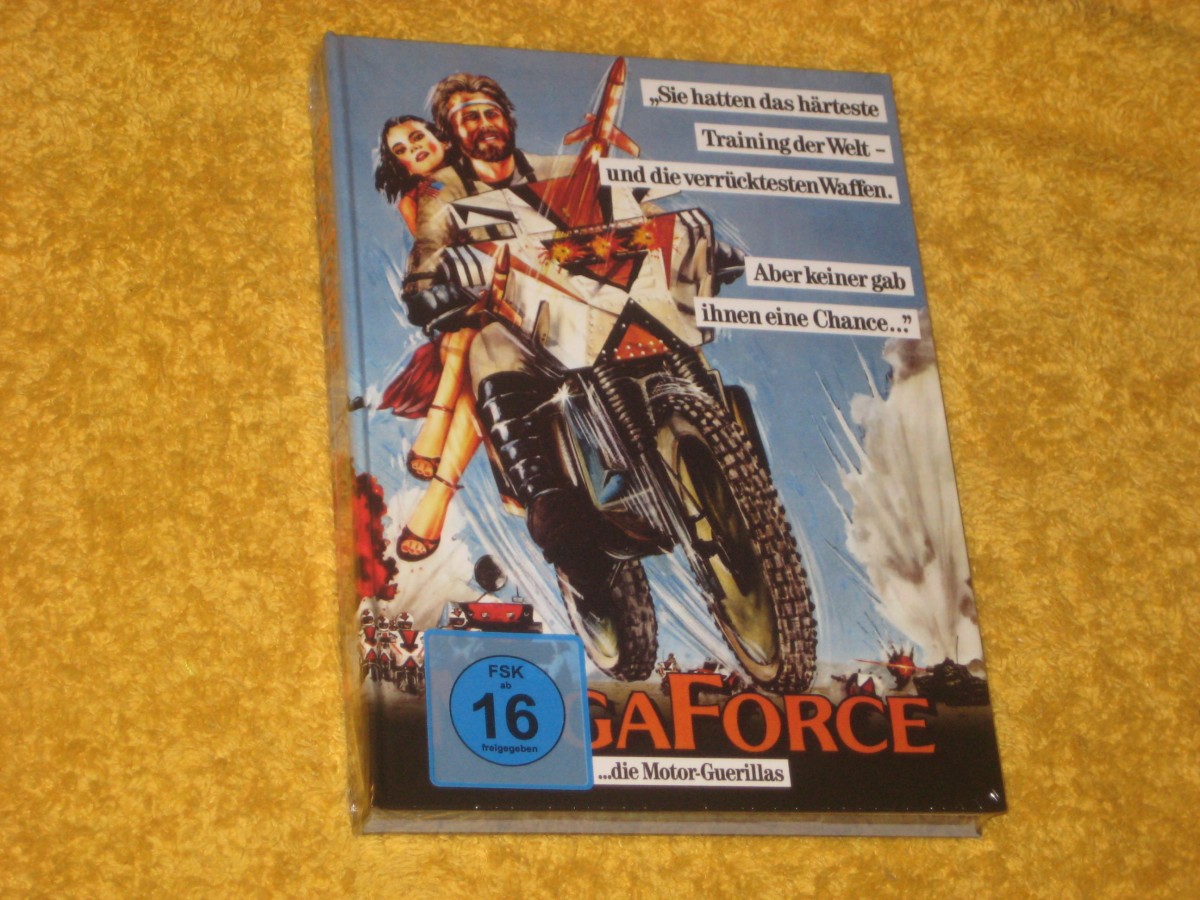 „Sie hatten das härteste
Training der Welt –
und die verrücktesten Waffen.
Aber keiner gab
ihnen eine Chance...”
FSK
ab
16
freigegeben
GAFORCE
...die Motor-Guerillas